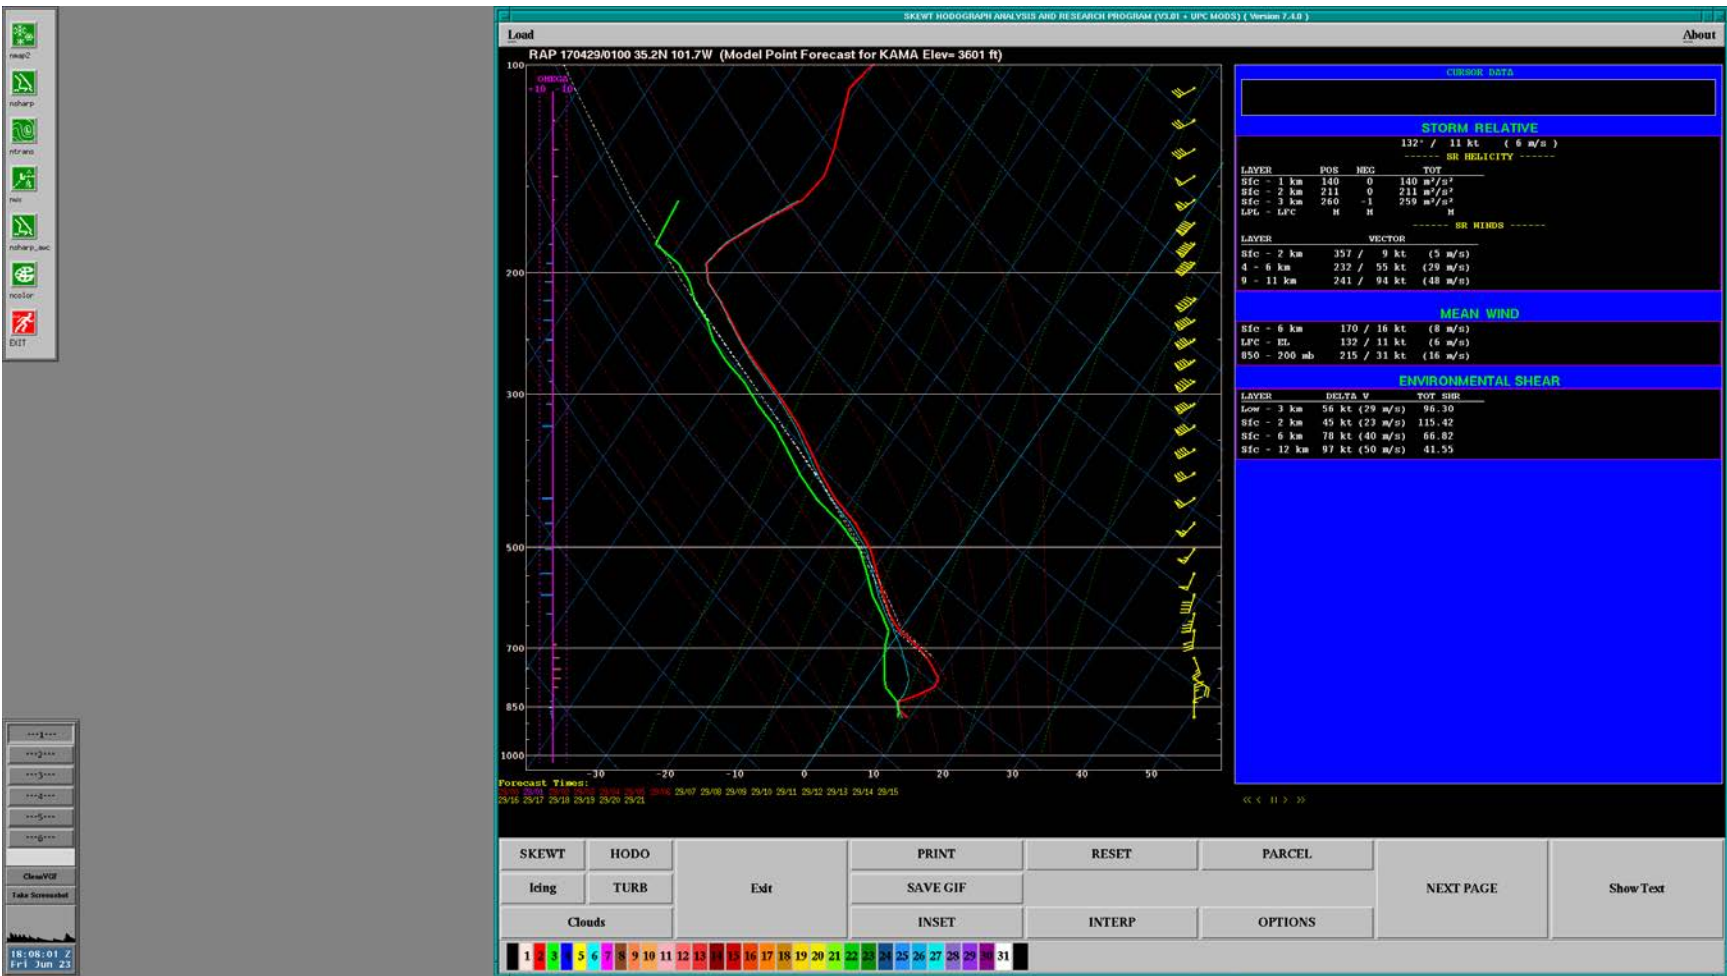 SKEWT HODOGRAPH ANALYSIS AND RESEARCH PROGRAM (V3.01 + UPC MODS) ( Version 7.4.0 )
Load About
RAP 170429/0100 35.2N 101.7W (Model Point Forecast for KAMA Elev= 3601 ft)
nmap2
nsharp
ntrans
nwx
nsharp_awc
ncolor
EXIT
OMEGA
-10 -10
100
200
300
500
700
850
1000
-30 -20 -10 0 10 20 30 40 50
Forecast Times:
29/01 29/07 29/08 29/09 29/10 29/11 29/12 29/13 29/14 29/15
29/16 29/17 29/18 29/19 29/20 29/21
CURSOR DATA
STORM RELATIVE
132° / 11 kt ( 6 m/s )
------ SR HELICITY ------
LAYER POS NEG TOT
Sfc - 1 km 140 0 140 m²/s²
Sfc - 2 km 211 0 211 m²/s²
Sfc - 3 km 260 -1 259 m²/s²
LPL - LFC M M M
------ SR WINDS ------
LAYER VECTOR
Sfc - 2 km 357 / 9 kt (5 m/s)
4 - 6 km 232 / 55 kt (29 m/s)
9 - 11 km 241 / 94 kt (48 m/s)
MEAN WIND
Sfc - 6 km 170 / 16 kt (8 m/s)
LFC - EL 132 / 11 kt (6 m/s)
850 - 200 mb 215 / 31 kt (16 m/s)
ENVIRONMENTAL SHEAR
LAYER DELTA V TOT SHR
Low - 3 km 56 kt (29 m/s) 96.30
Sfc - 2 km 45 kt (23 m/s) 115.42
Sfc - 6 km 78 kt (40 m/s) 66.82
Sfc - 12 km 97 kt (50 m/s) 41.55
<< < II > >>
---1---
---2---
---3---
---4---
---5---
---6---
CleanVGF
Take Screenshot
18:08:01 Z
Fri Jun 23
SKEWT HODO PRINT RESET PARCEL
Icing TURB Exit SAVE GIF NEXT PAGE Show Text
Clouds INSET INTERP OPTIONS
1 2 3 4 5 6 7 8 9 10 11 12 13 14 15 16 17 18 19 20 21 22 23 24 25 26 27 28 29 30 31